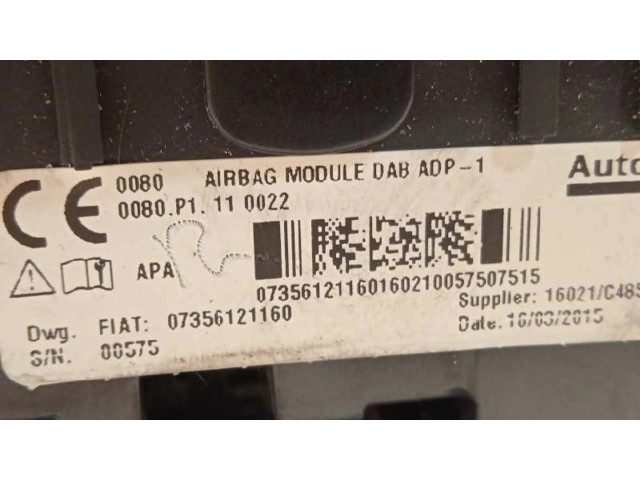 CE 0080 AIRBAG MODULE DAB ADP-1
0080.P1. 11 0022
Auto
APA
07356121160160210057507515
Supplier: 16021/C485
Dwg. FIAT: 07356121160
Date. 16/03/2015
S/N. 00575